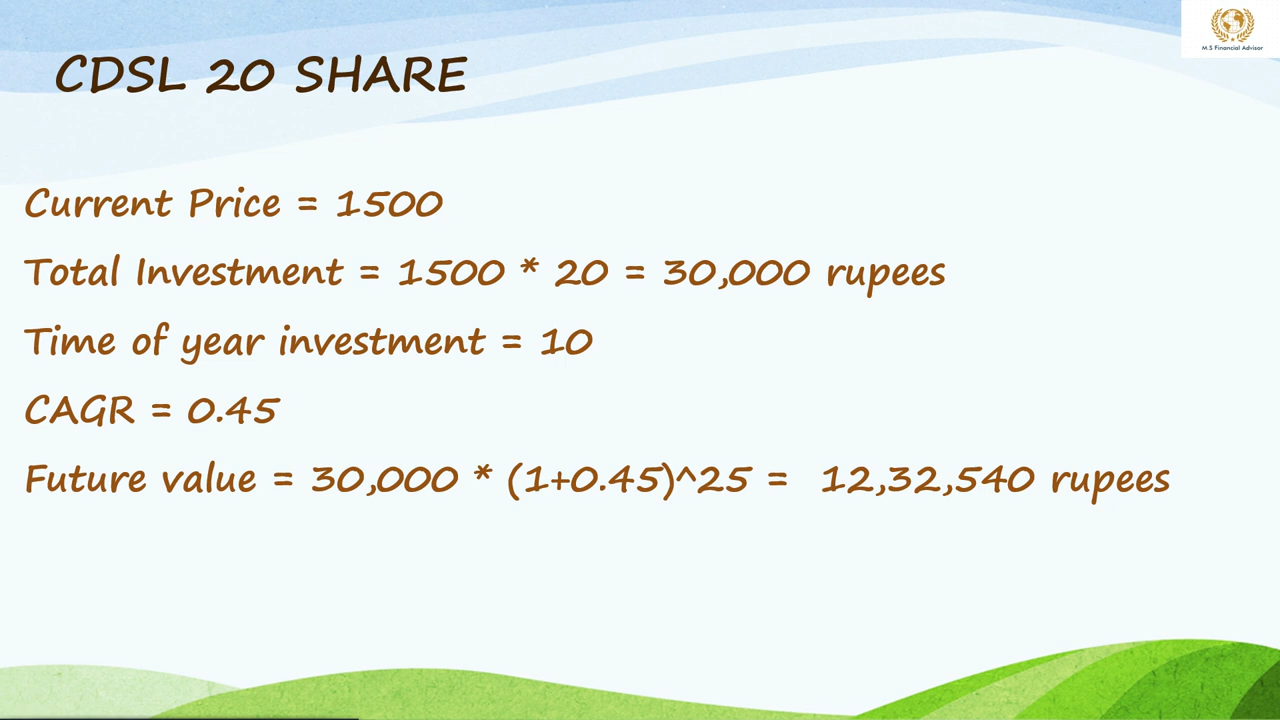 M.S Financial Advisor
CDSL 20 SHARE
Current Price = 1500
Total Investment = 1500 * 20 = 30,000 rupees
Time of year investment = 10
CAGR = 0.45
Future value = 30,000 * (1+0.45)^25 = 12,32,540 rupees